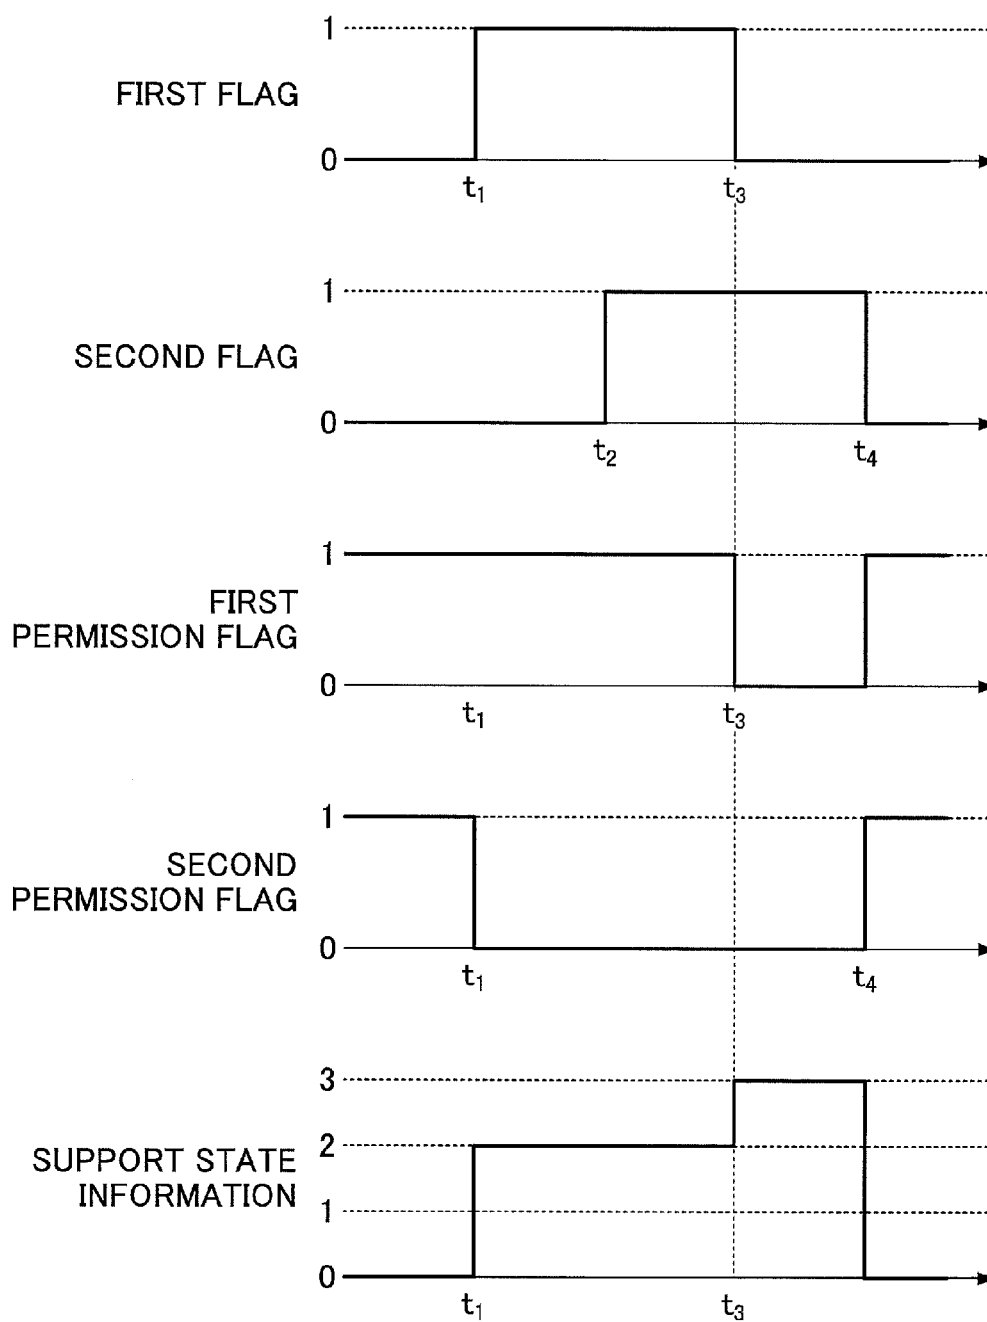 1
FIRST FLAG
0
t₁ t₃
1
SECOND FLAG
0
t₂ t₄
1
FIRST
PERMISSION FLAG
0
t₁ t₃
1
SECOND
PERMISSION FLAG
0
t₁ t₄
3
2
SUPPORT STATE
INFORMATION
1
0
t₁ t₃